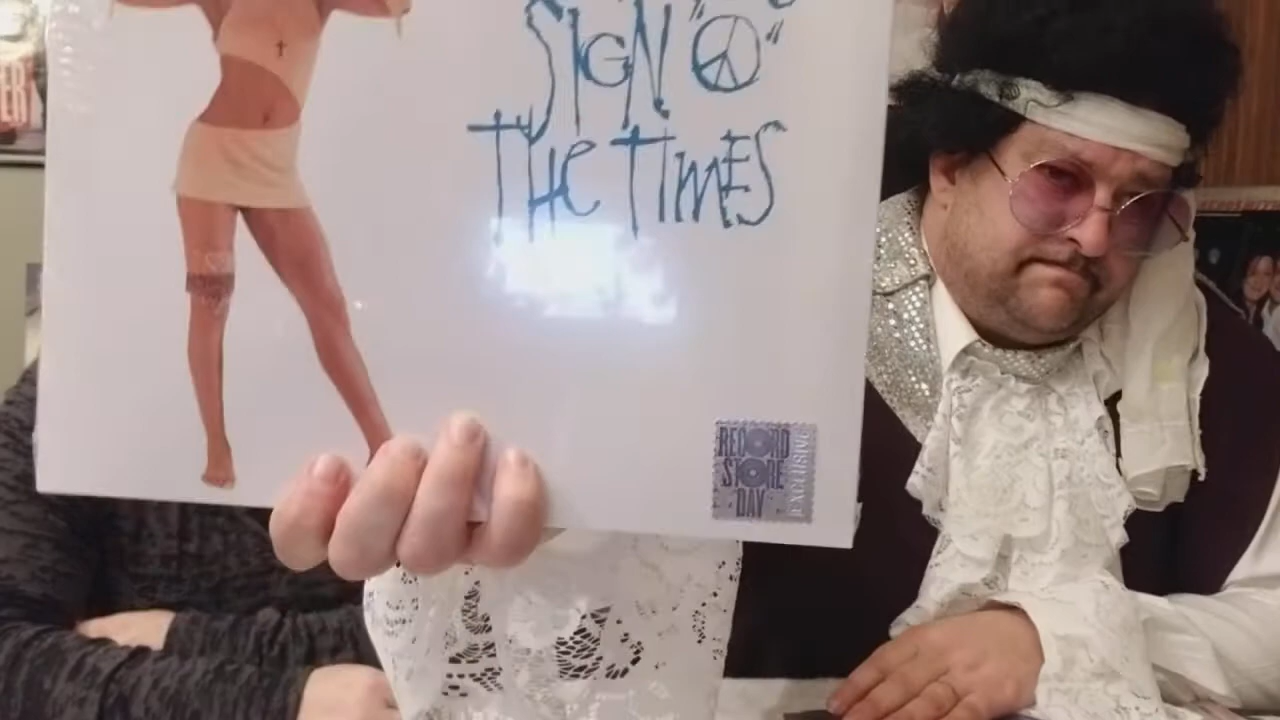 SIGN "O"
THE TIMES
RECORD
STORE
DAY
EXCLUSIVE